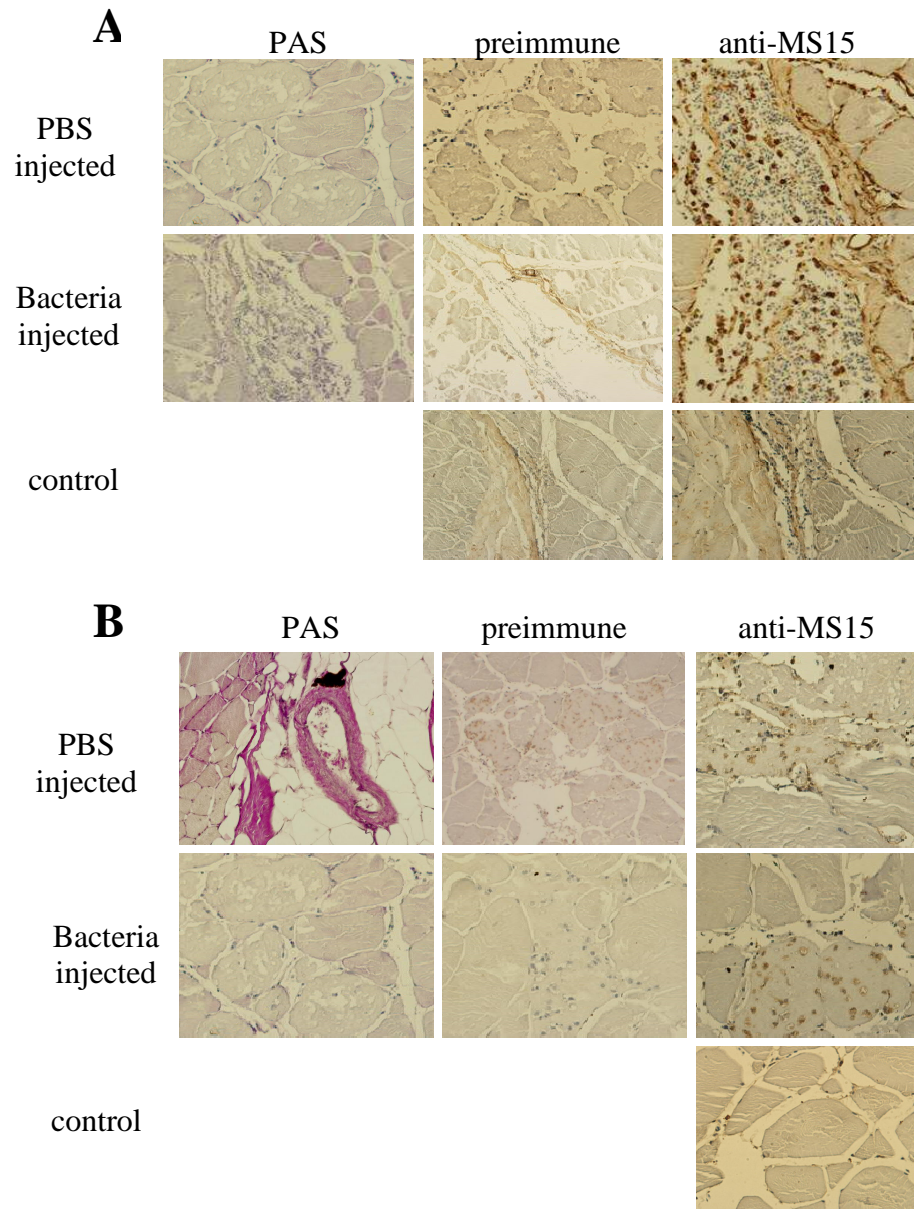 A
PAS preimmune anti-MS15
PBS
injected
Bacteria
injected
control
B
PAS preimmune anti-MS15
PBS
injected
Bacteria
injected
control